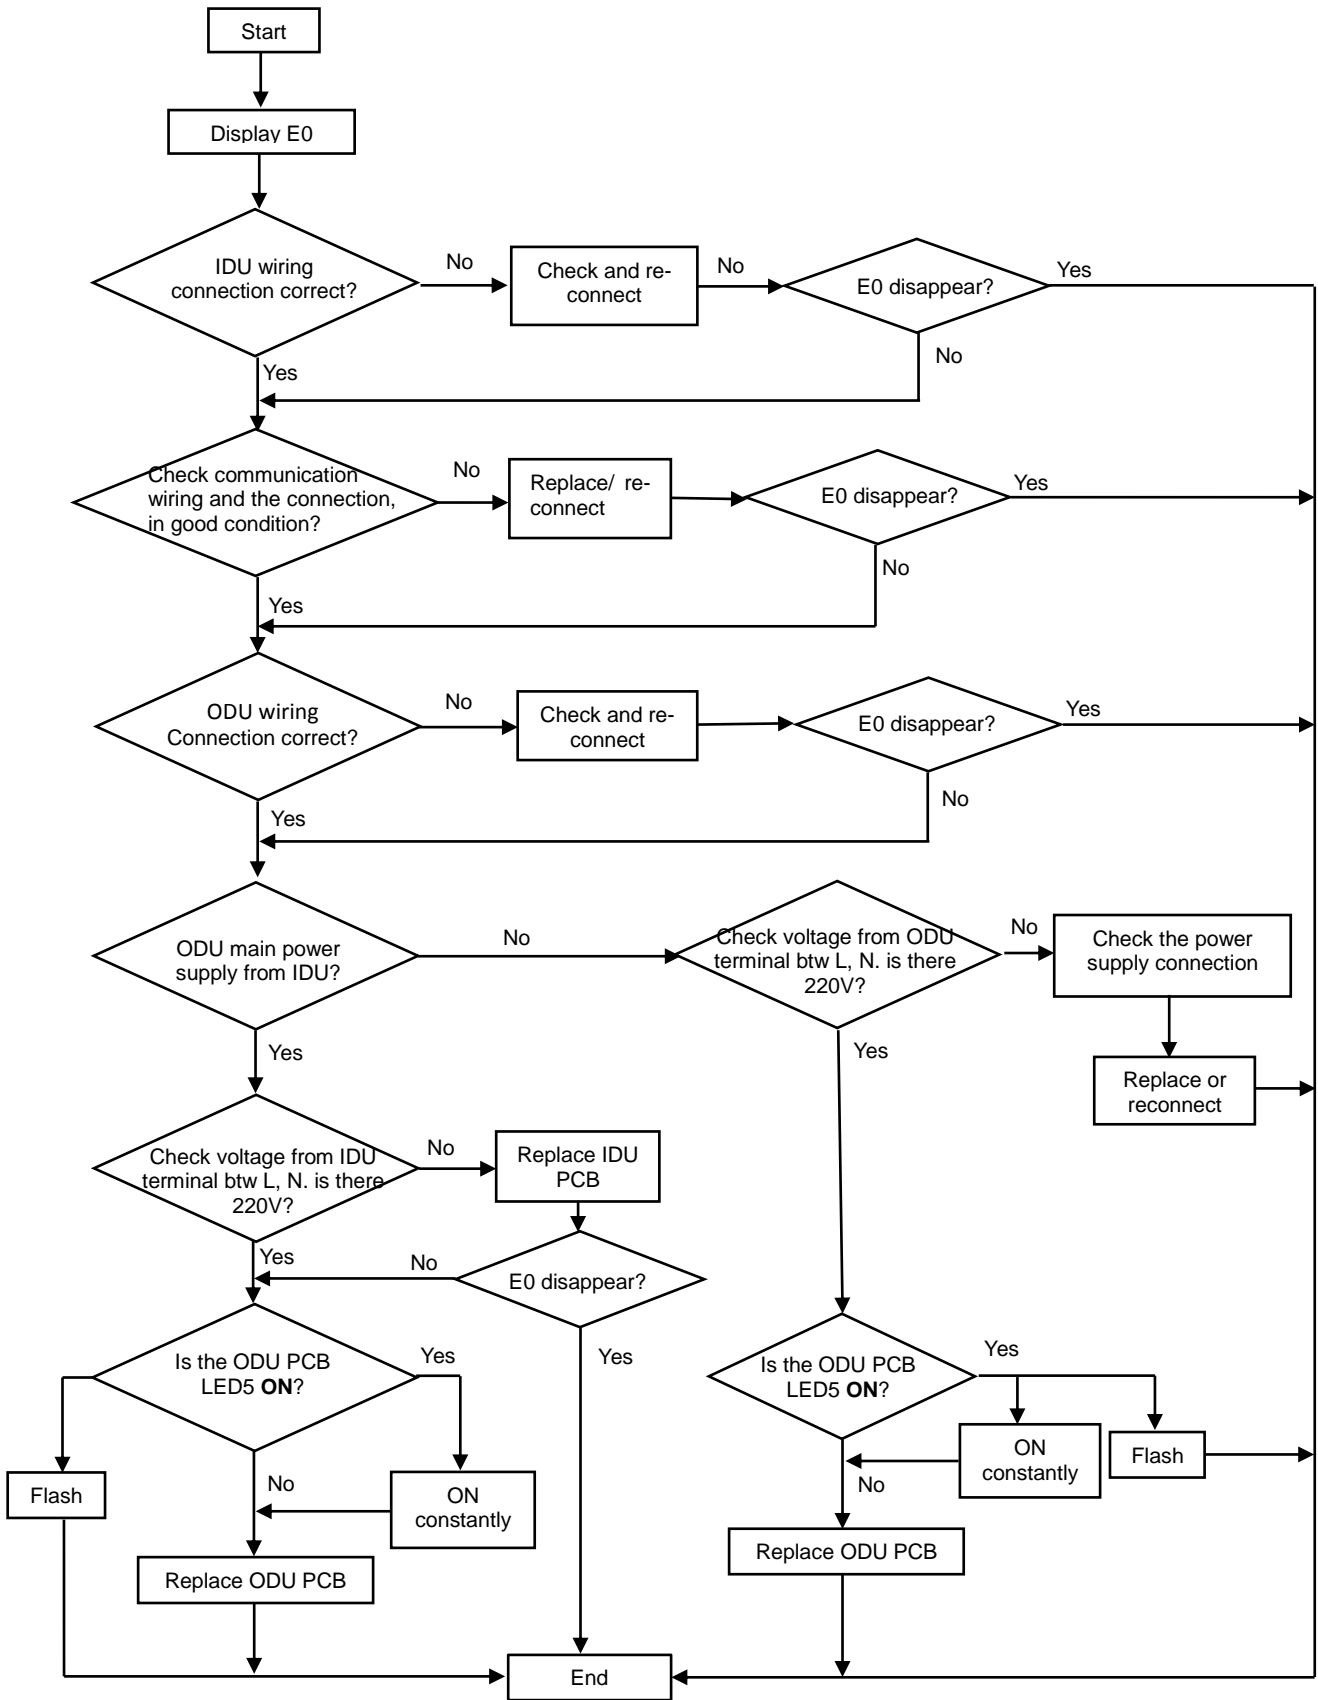 Start
Display E0
IDU wiring
connection correct?
No
Check and re-
connect
No
E0 disappear?
Yes
No
Yes
Check communication
wiring and the connection,
in good condition?
No
Replace/ re-
connect
E0 disappear?
Yes
No
Yes
ODU wiring
Connection correct?
No
Check and re-
connect
E0 disappear?
Yes
No
Yes
ODU main power
supply from IDU?
No
Check voltage from ODU
terminal btw L, N. is there
220V?
No
Check the power
supply connection
Yes
Yes
Replace or
reconnect
Check voltage from IDU
terminal btw L, N. is there
220V?
No
Replace IDU
PCB
Yes
No
E0 disappear?
Yes
Is the ODU PCB
LED5 ON?
Yes
Is the ODU PCB
LED5 ON?
Yes
Flash
No
ON
constantly
No
ON
constantly
Flash
Replace ODU PCB
Replace ODU PCB
End